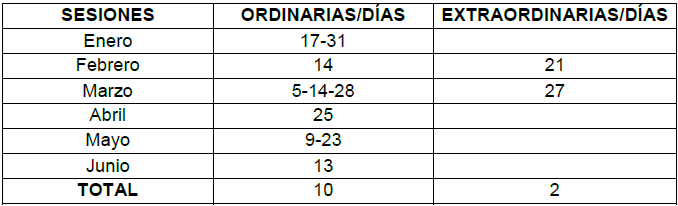 SESIONES ORDINARIAS/DÍAS EXTRAORDINARIAS/DÍAS
Enero 17-31
Febrero 14 21
Marzo 5-14-28 27
Abril 25
Mayo 9-23
Junio 13
TOTAL 10 2